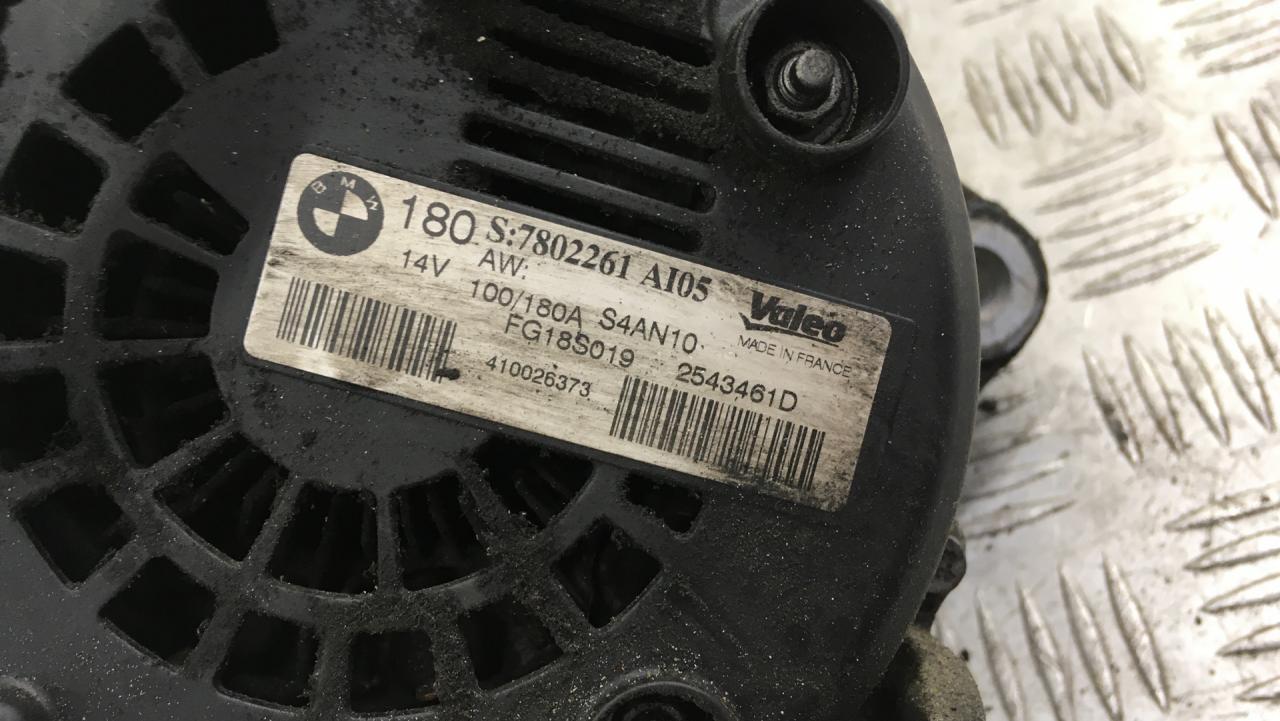 BMW
180 S:7802261 AI05
14V AW:
100/180A S4AN10
FG18S019
410026373
Valeo
MADE IN FRANCE
2543461D